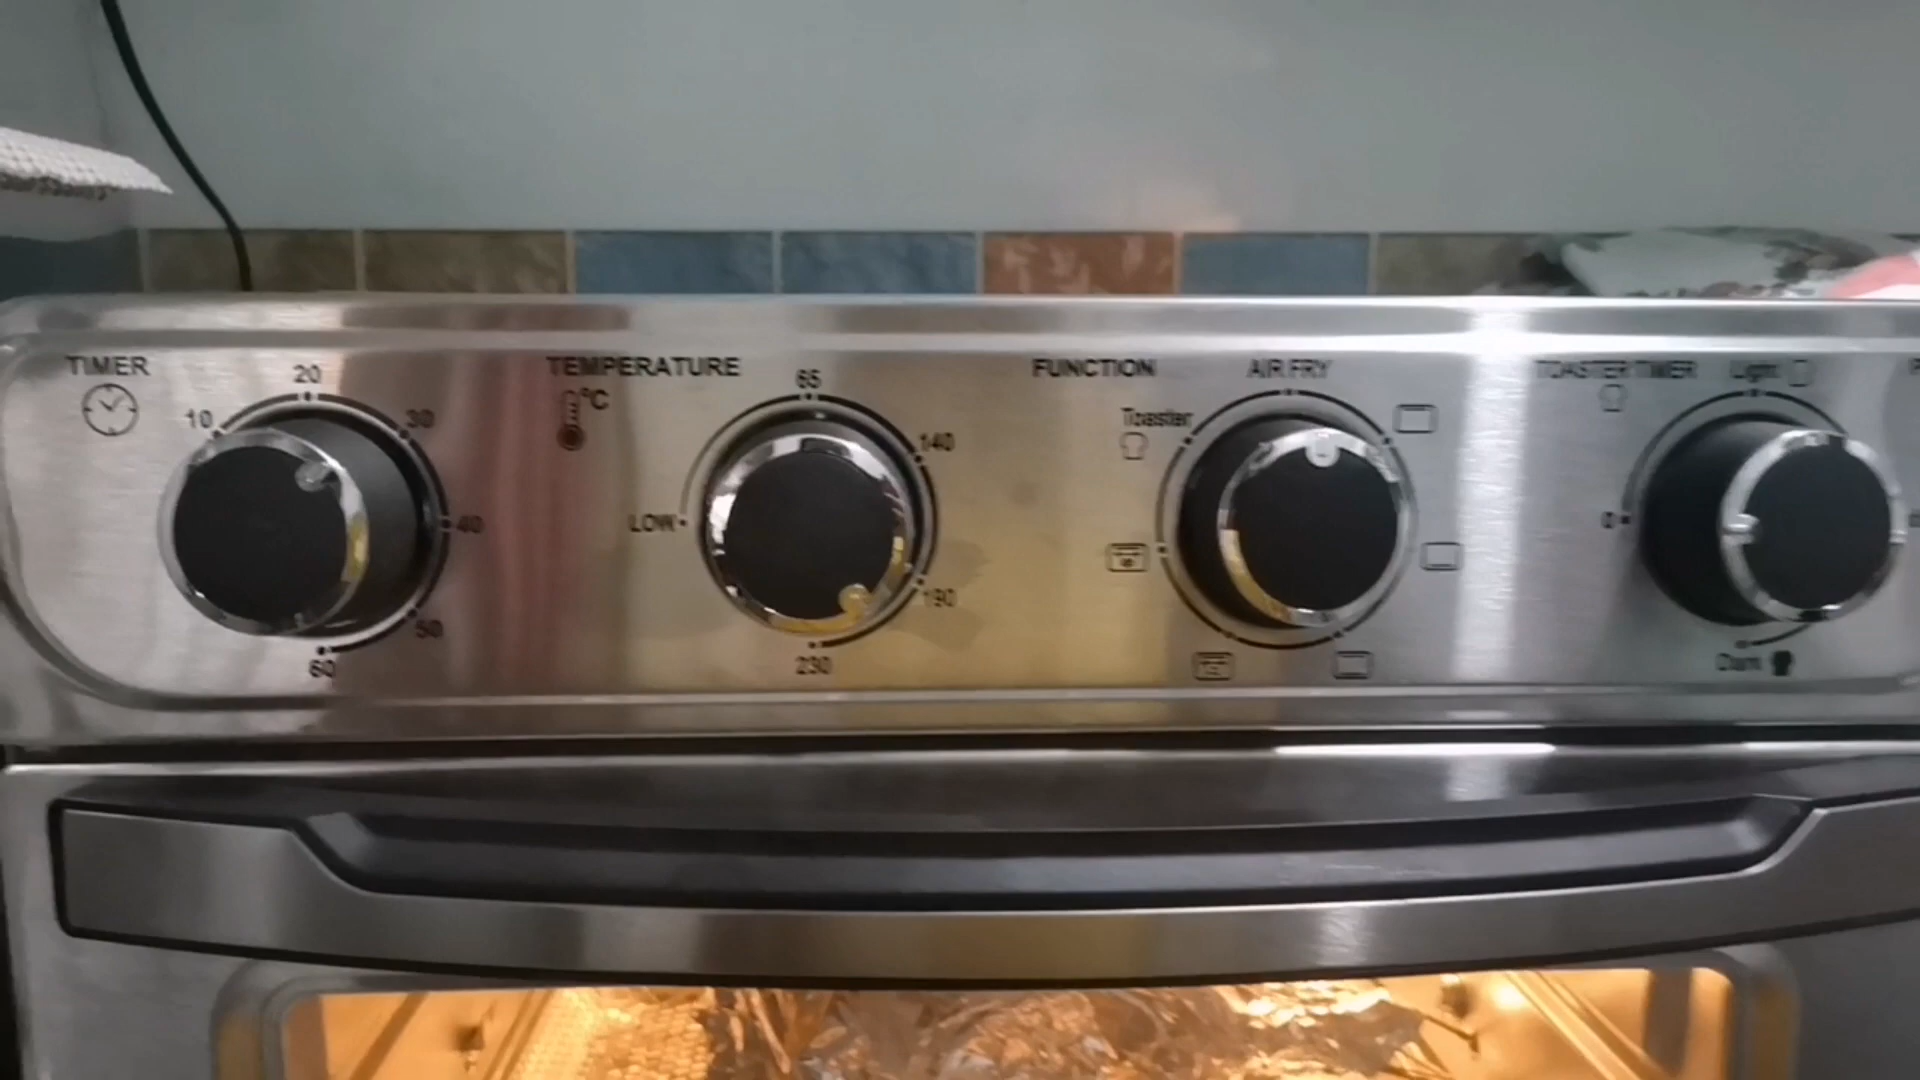 TIMER
10
20
30
40
50
60
TEMPERATURE
°C
LOW
65
140
190
230
FUNCTION
AIR FRY
Toaster
TOASTER TIMER
Light
0
Dark